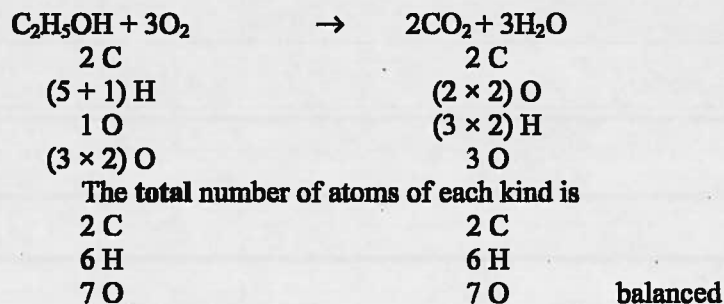 C₂H₅OH + 3O₂ → 2CO₂ + 3H₂O
2 C 2 C
(5 + 1) H (2 × 2) O
1 O (3 × 2) H
(3 × 2) O 3 O
The total number of atoms of each kind is
2 C 2 C
6 H 6 H
7 O 7 O balanced